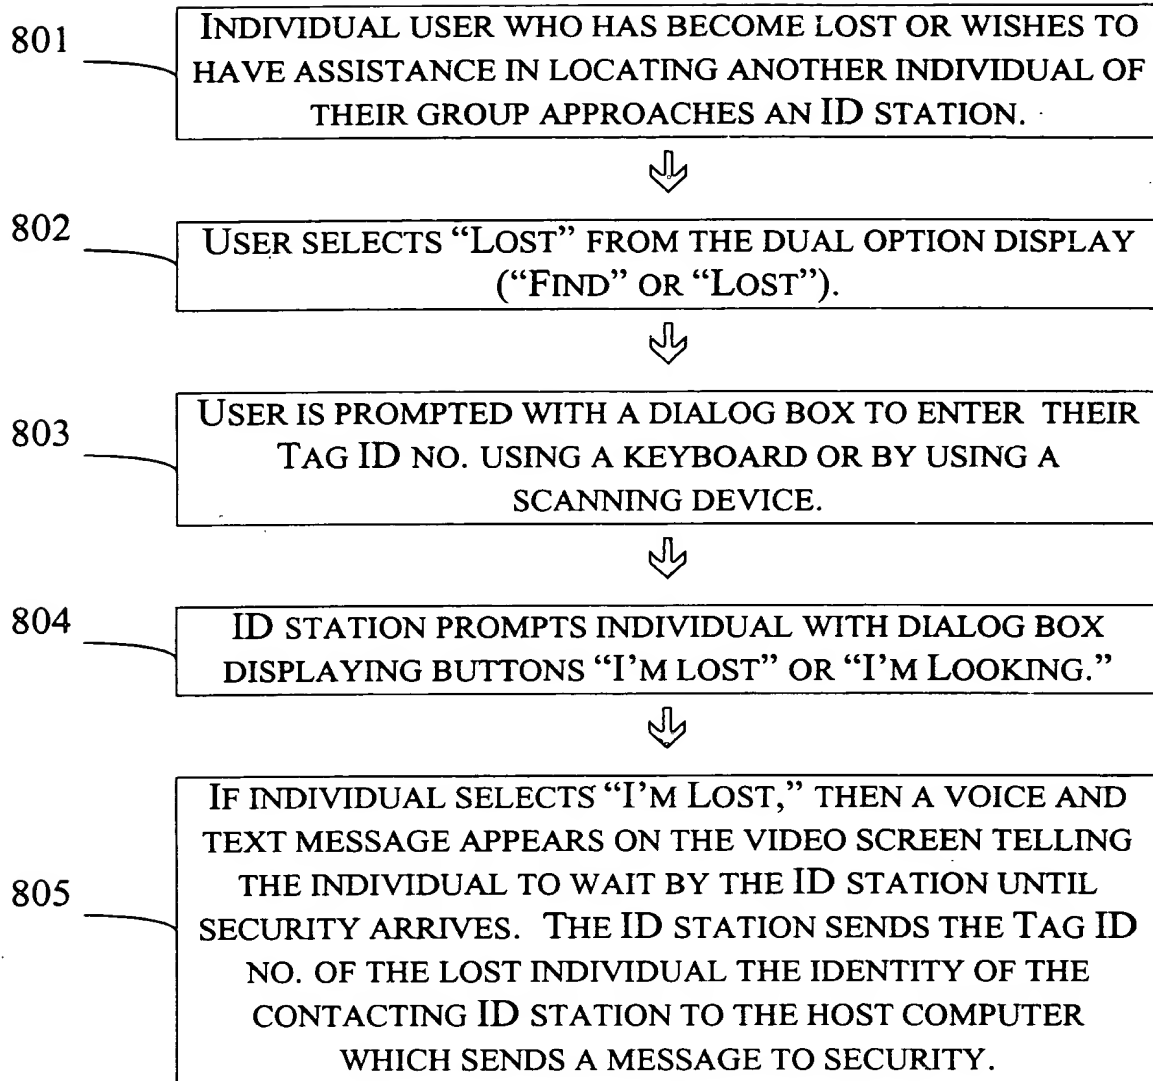 801
INDIVIDUAL USER WHO HAS BECOME LOST OR WISHES TO
HAVE ASSISTANCE IN LOCATING ANOTHER INDIVIDUAL OF
THEIR GROUP APPROACHES AN ID STATION.
802
USER SELECTS “LOST” FROM THE DUAL OPTION DISPLAY
(“FIND” OR “LOST”).
803
USER IS PROMPTED WITH A DIALOG BOX TO ENTER THEIR
TAG ID NO. USING A KEYBOARD OR BY USING A
SCANNING DEVICE.
804
ID STATION PROMPTS INDIVIDUAL WITH DIALOG BOX
DISPLAYING BUTTONS “I’M LOST” OR “I’M LOOKING.”
805
IF INDIVIDUAL SELECTS “I’M LOST,” THEN A VOICE AND
TEXT MESSAGE APPEARS ON THE VIDEO SCREEN TELLING
THE INDIVIDUAL TO WAIT BY THE ID STATION UNTIL
SECURITY ARRIVES. THE ID STATION SENDS THE TAG ID
NO. OF THE LOST INDIVIDUAL THE IDENTITY OF THE
CONTACTING ID STATION TO THE HOST COMPUTER
WHICH SENDS A MESSAGE TO SECURITY.